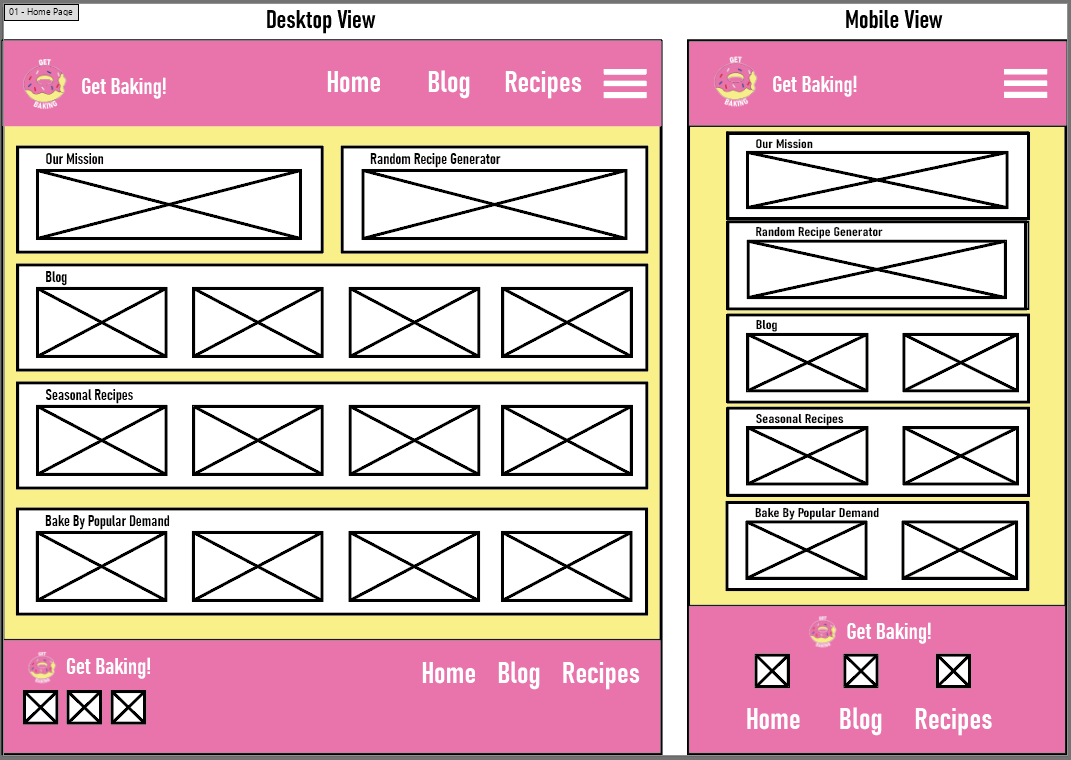 01 - Home Page
Desktop View
GET
BAKING
Get Baking!
Home Blog Recipes
Our Mission
Random Recipe Generator
Blog
Seasonal Recipes
Bake By Popular Demand
Get Baking!
Home Blog Recipes
Mobile View
GET
BAKING
Get Baking!
Our Mission
Random Recipe Generator
Blog
Seasonal Recipes
Bake By Popular Demand
Get Baking!
Home Blog Recipes